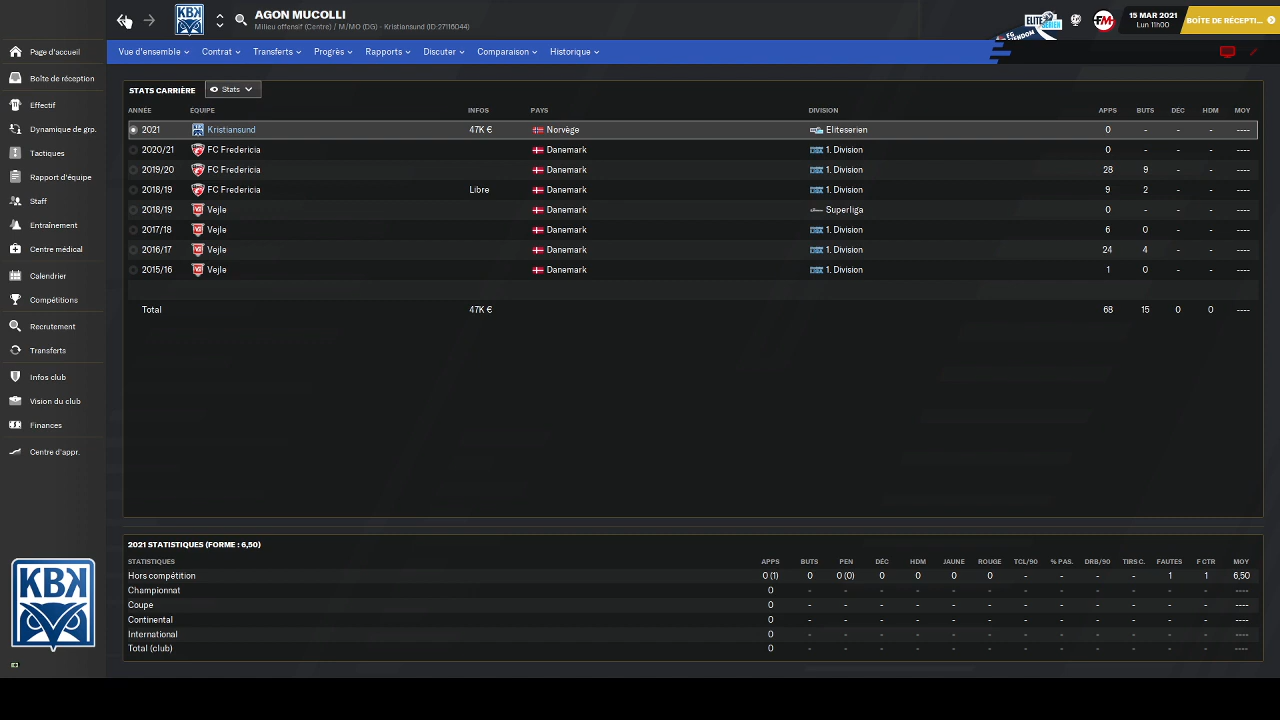 AGON MUCOLLI
Milieu offensif (Centre) / M/MO (DG) - Kristiansund (ID:27116044)
ELITE SERIEN
FM
15 MAR 2021
Lun 11h00
BOÎTE DE RÉCEPTI...
Page d'accueil
Boîte de réception
Effectif
Dynamique de grp.
Tactiques
Rapport d'équipe
Staff
Entraînement
Centre médical
Calendrier
Compétitions
Recrutement
Transferts
Infos club
Vision du club
Finances
Centre d'appr.
KBK
Vue d'ensemble Contrat Transferts Progrès Rapports Discuter Comparaison Historique
STATS CARRIÈRE Stats
ANNÉE ÉQUIPE INFOS PAYS DIVISION APPS BUTS DÉC HDM MOY
2021 Kristiansund 47K € Norvège Eliteserien 0 - - - ----
2020/21 FC Fredericia Danemark 1. Division 0 - - - ----
2019/20 FC Fredericia Danemark 1. Division 28 9 - - ----
2018/19 FC Fredericia Libre Danemark 1. Division 9 2 - - ----
2018/19 Vejle Danemark Superliga 0 - - - ----
2017/18 Vejle Danemark 1. Division 6 0 - - ----
2016/17 Vejle Danemark 1. Division 24 4 - - ----
2015/16 Vejle Danemark 1. Division 1 0 - - ----
Total 47K € 68 15 0 0 ----
2021 STATISTIQUES (FORME : 6,50)
STATISTIQUES APPS BUTS PEN DÉC HDM JAUNE ROUGE TCL/90 % PAS. DRB/90 TIRS C. FAUTES F CTR MOY
Hors compétition 0 (1) 0 0 (0) 0 0 0 0 - - - - 1 1 6,50
Championnat 0 - - - - - - - - - - - - ----
Coupe 0 - - - - - - - - - - - - ----
Continental 0 - - - - - - - - - - - - ----
International 0 - - - - - - - - - - - - ----
Total (club) 0 - - - - - - - - - - - - ----